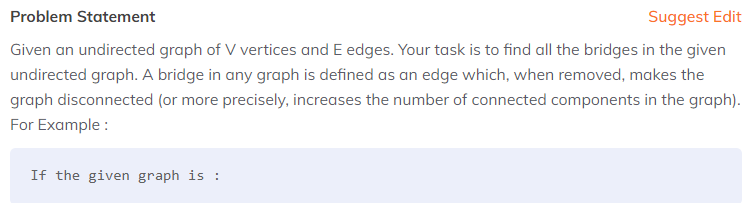 Problem Statement
Suggest Edit
Given an undirected graph of V vertices and E edges. Your task is to find all the bridges in the given
undirected graph. A bridge in any graph is defined as an edge which, when removed, makes the
graph disconnected (or more precisely, increases the number of connected components in the graph).
For Example :
If the given graph is :